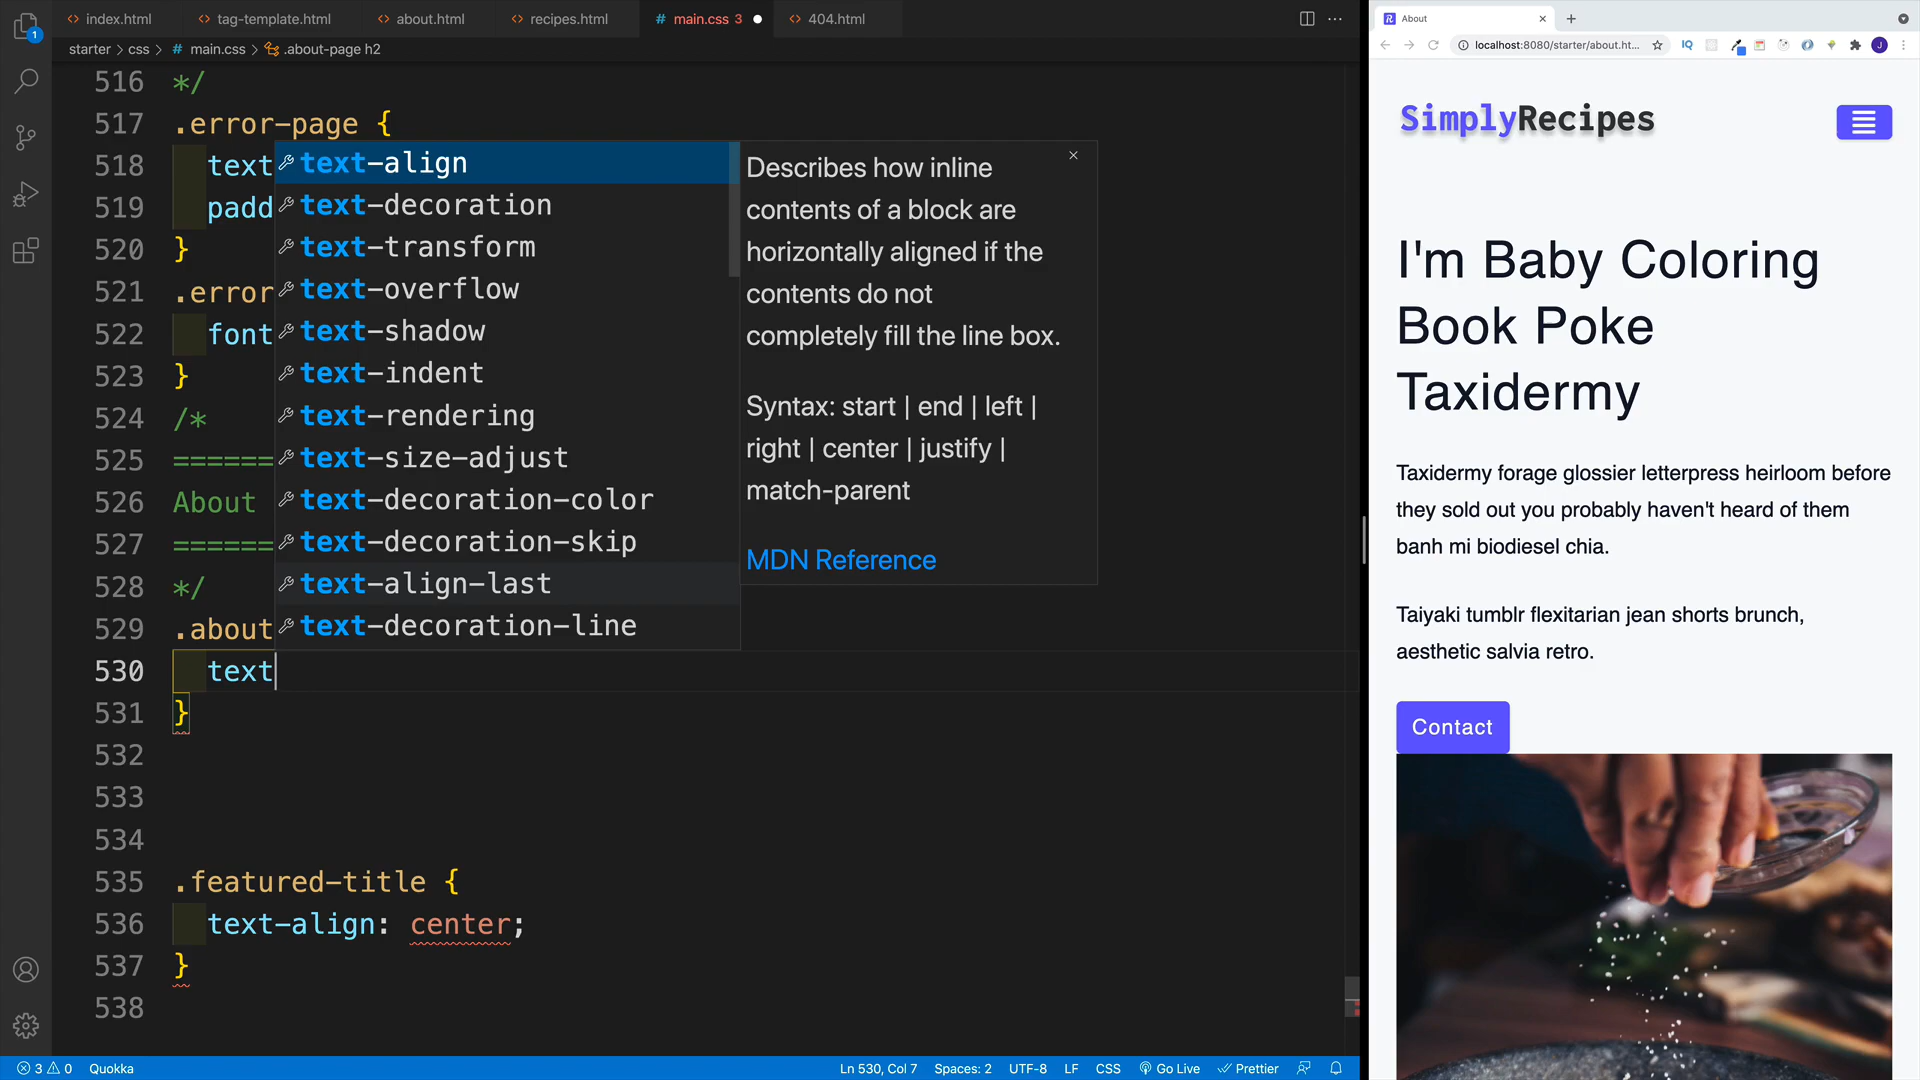 index.html
tag-template.html
about.html
recipes.html
main.css 3
404.html
starter > css > # main.css > .about-page h2
516 */
517 .error-page {
518 text
519 padd
520 }
521 .error
522 font
523 }
524 /*
525 ======
526 About
527 ======
528 */
529 .about
530 text
531 }
532
533
534
535 .featured-title {
536 text-align: center;
537 }
538
text-align
text-decoration
text-transform
text-overflow
text-shadow
text-indent
text-rendering
text-size-adjust
text-decoration-color
text-decoration-skip
text-align-last
text-decoration-line
Describes how inline
contents of a block are
horizontally aligned if the
contents do not
completely fill the line box.
Syntax: start | end | left |
right | center | justify |
match-parent
MDN Reference
1
3 0 Quokka Ln 530, Col 7 Spaces: 2 UTF-8 LF CSS Go Live Prettier
About
localhost:8080/starter/about.ht...
IQ
J
SimplyRecipes
I'm Baby Coloring
Book Poke
Taxidermy
Taxidermy forage glossier letterpress heirloom before
they sold out you probably haven't heard of them
banh mi biodiesel chia.
Taiyaki tumblr flexitarian jean shorts brunch,
aesthetic salvia retro.
Contact